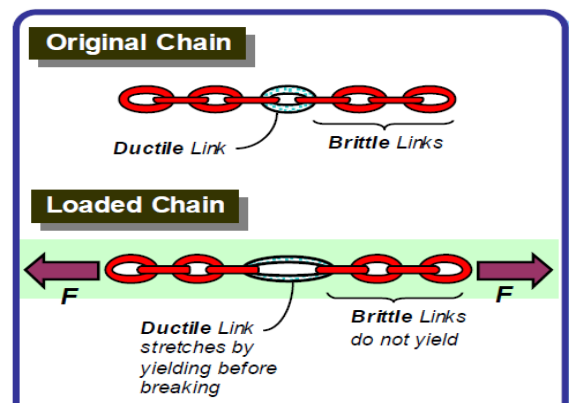 Original Chain
Ductile Link
Brittle Links
Loaded Chain
F
F
Ductile Link
stretches by
yielding before
breaking
Brittle Links
do not yield